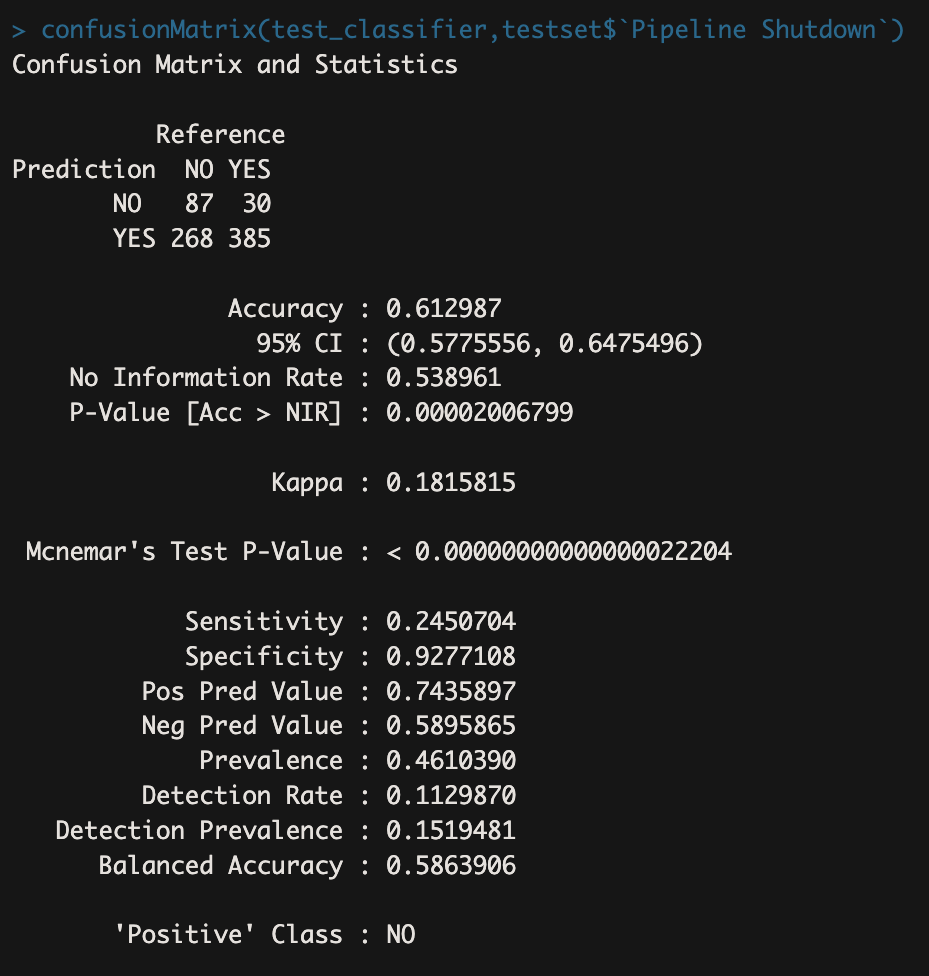 > confusionMatrix(test_classifier,testset$`Pipeline Shutdown`)
Confusion Matrix and Statistics

          Reference
Prediction  NO YES
       NO   87  30
       YES 268 385

               Accuracy : 0.612987
                 95% CI : (0.5775556, 0.6475496)
    No Information Rate : 0.538961
    P-Value [Acc > NIR] : 0.00002006799

                  Kappa : 0.1815815

 Mcnemar's Test P-Value : < 0.00000000000000022204

            Sensitivity : 0.2450704
            Specificity : 0.9277108
         Pos Pred Value : 0.7435897
         Neg Pred Value : 0.5895865
             Prevalence : 0.4610390
         Detection Rate : 0.1129870
   Detection Prevalence : 0.1519481
      Balanced Accuracy : 0.5863906

       'Positive' Class : NO